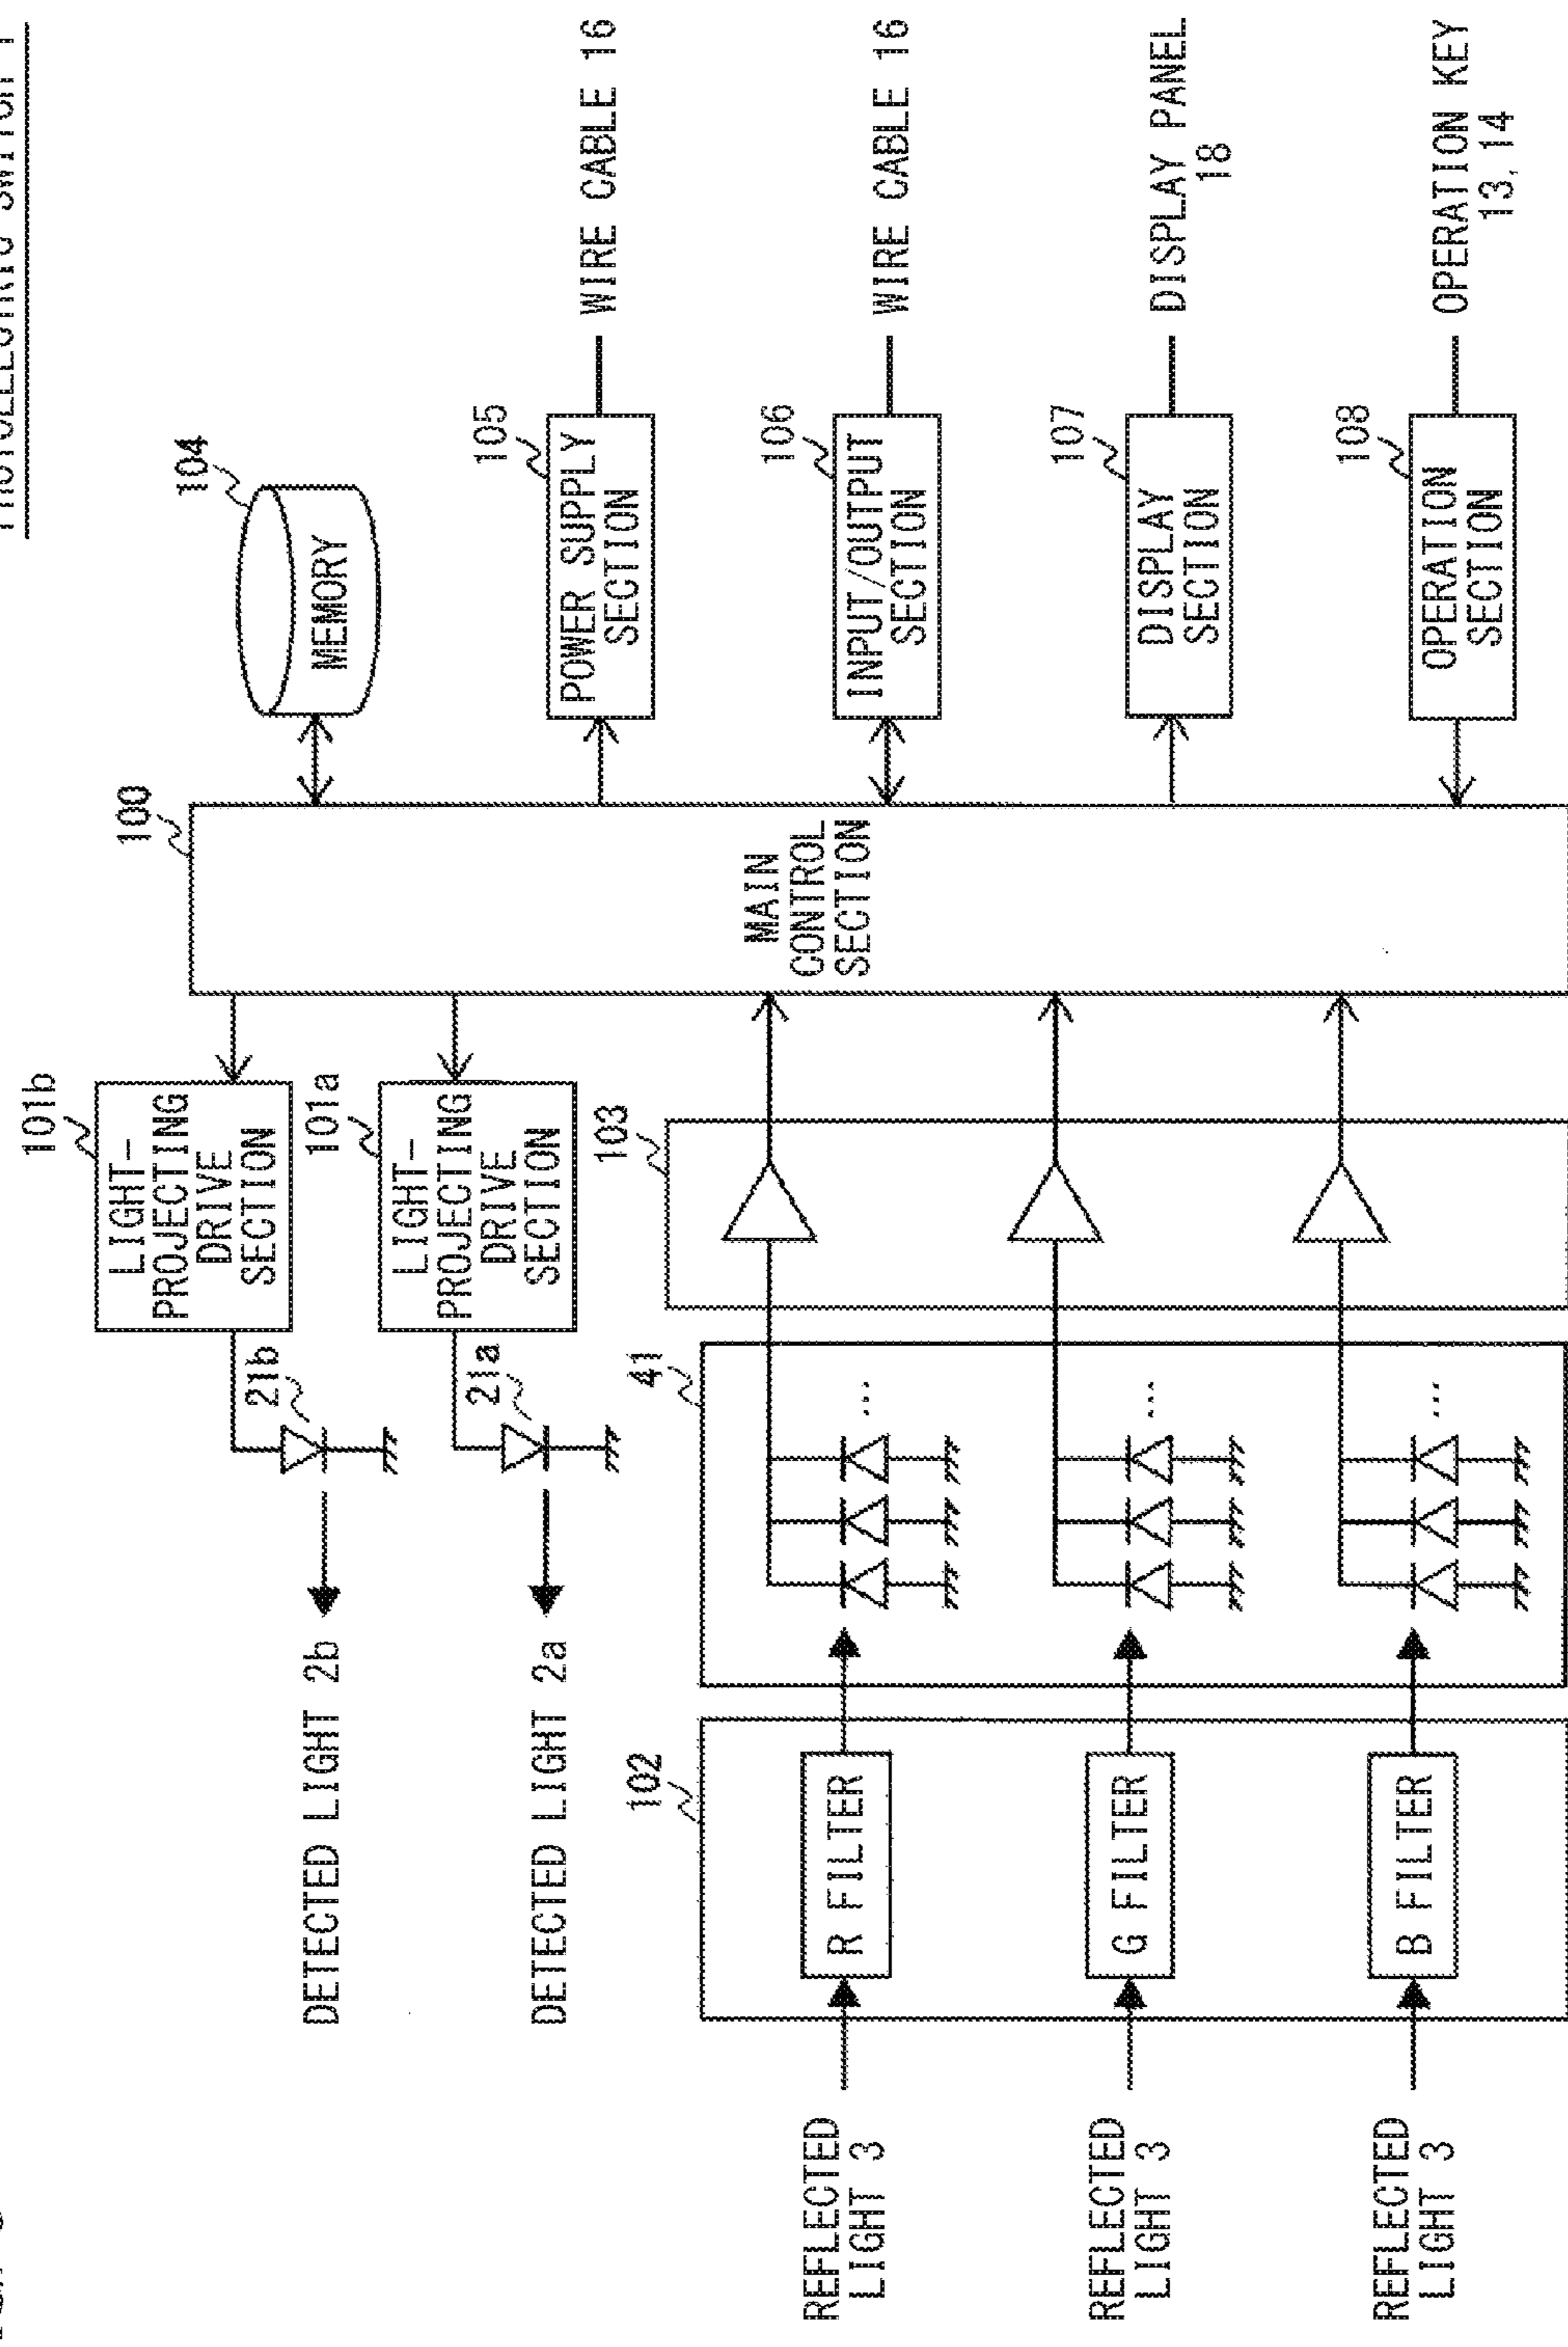 101b
LIGHT-
PROJECTING
DRIVE
SECTION
21b
DETECTED LIGHT 2b
101a
LIGHT-
PROJECTING
DRIVE
SECTION
21a
DETECTED LIGHT 2a
100
MAIN
CONTROL
SECTION
104
MEMORY
105
POWER SUPPLY
SECTION
WIRE CABLE 16
106
INPUT/OUTPUT
SECTION
WIRE CABLE 16
107
DISPLAY
SECTION
DISPLAY PANEL
18
108
OPERATION
SECTION
OPERATION KEY
13, 14
102
41
103
REFLECTED
LIGHT 3
R FILTER
...
REFLECTED
LIGHT 3
G FILTER
...
REFLECTED
LIGHT 3
B FILTER
...